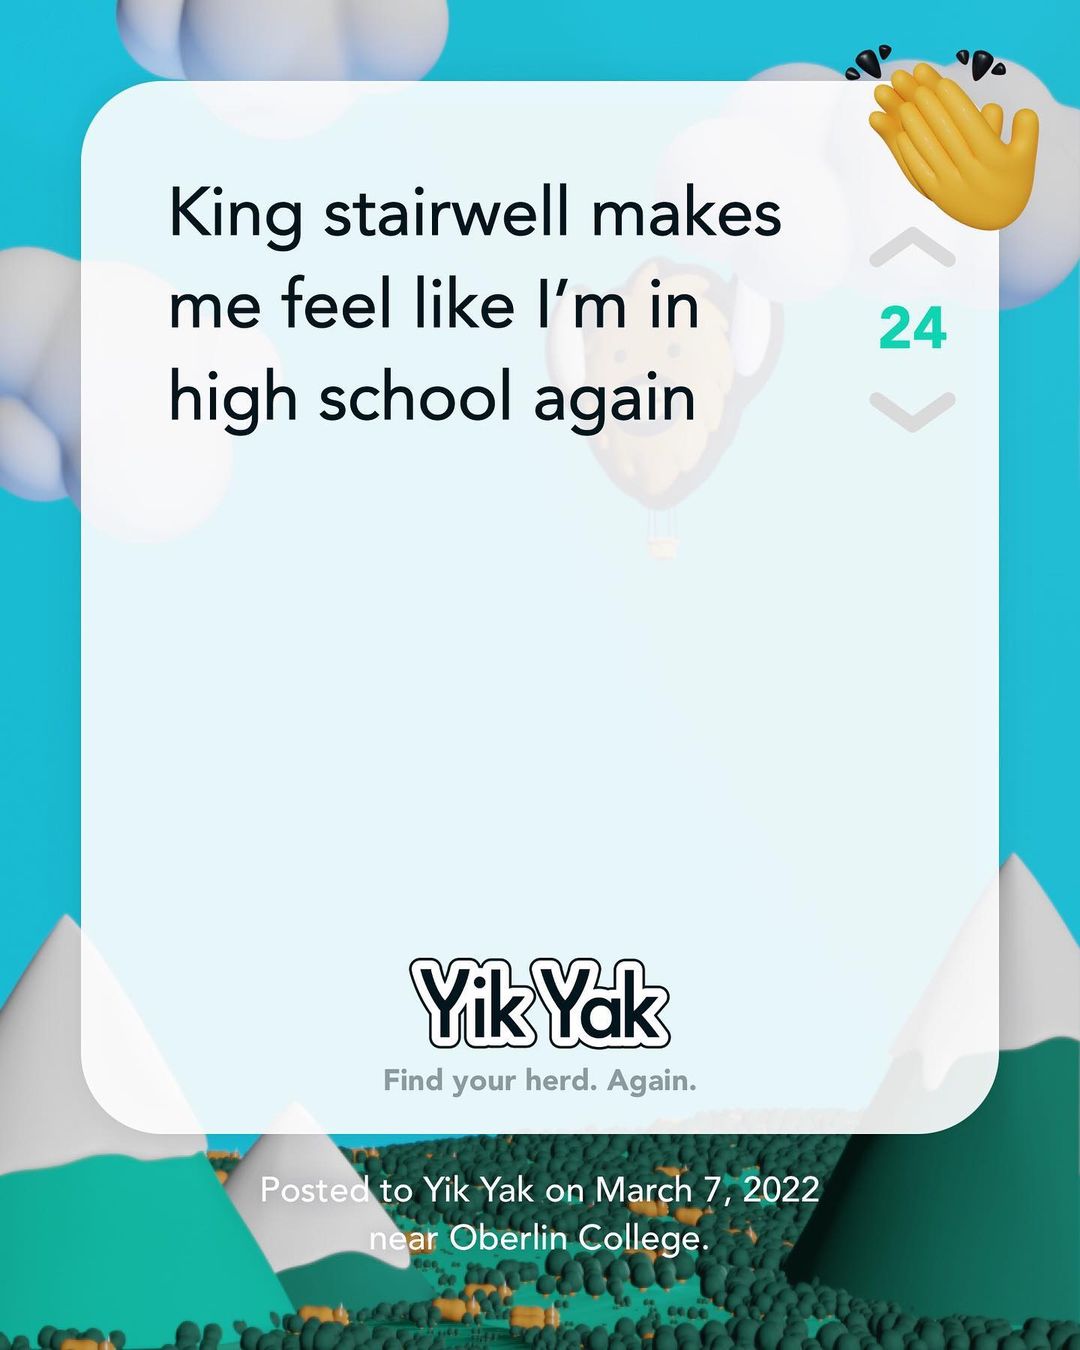 King stairwell makes
me feel like I’m in
high school again
24
Yik Yak
Find your herd. Again.
Posted to Yik Yak on March 7, 2022
near Oberlin College.